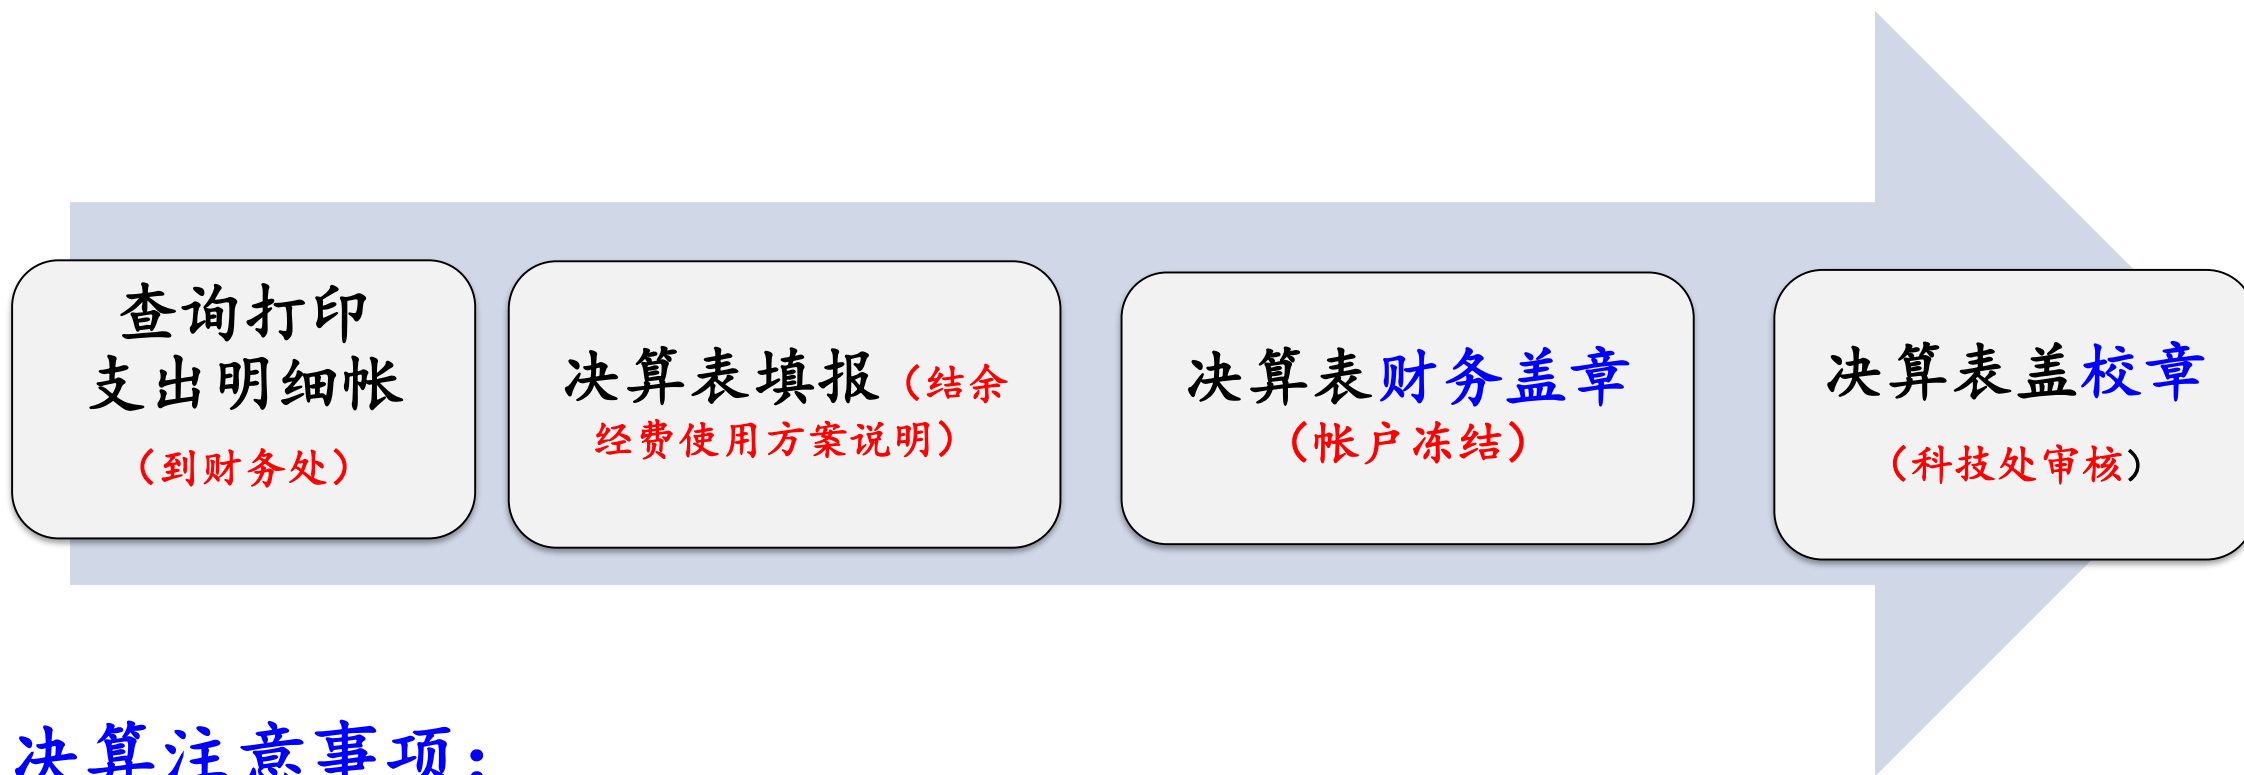 查询打印
支出明细帐
（到财务处）
决算表填报（结余
经费使用方案说明）
决算表财务盖章
（帐户冻结）
决算表盖校章
（科技处审核）
决算注意事项：